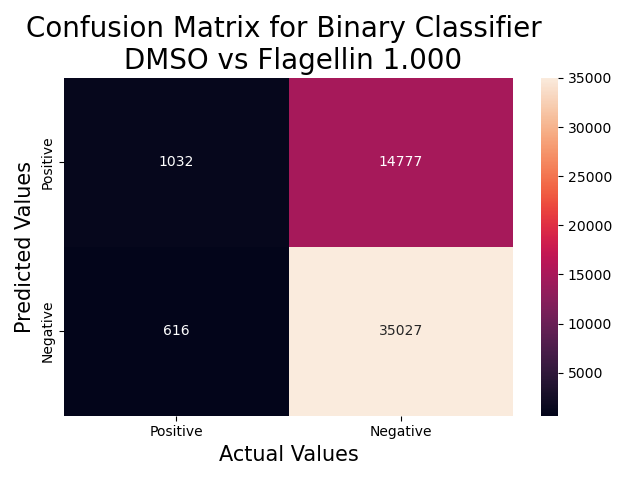 Confusion Matrix for Binary Classifier
DMSO vs Flagellin 1.000
Predicted Values
Positive
Negative
1032
14777
616
35027
Positive
Negative
Actual Values
35000
30000
25000
20000
15000
10000
5000